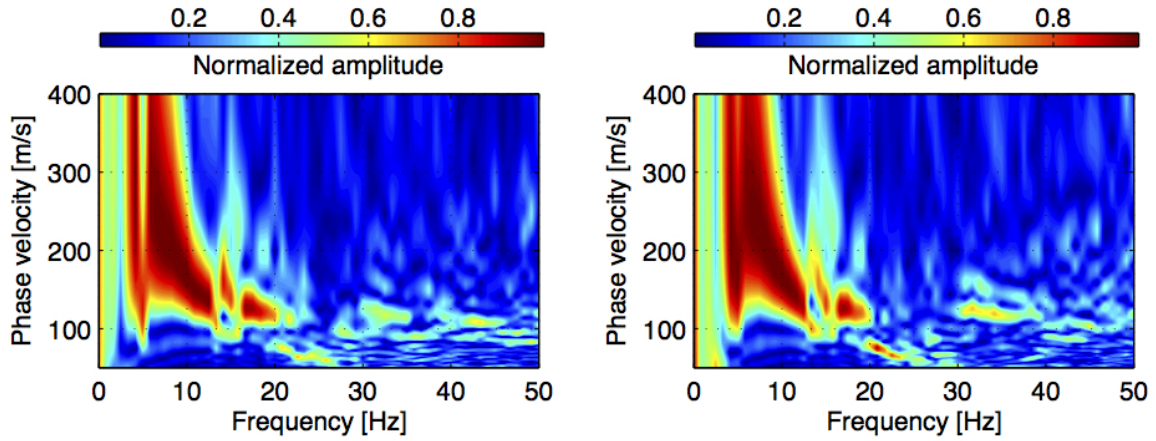 0.2 0.4 0.6 0.8
Normalized amplitude
400
300
200
100
Phase velocity [m/s]
0 10 20 30 40 50
Frequency [Hz]
0.2 0.4 0.6 0.8
Normalized amplitude
400
300
200
100
Phase velocity [m/s]
0 10 20 30 40 50
Frequency [Hz]